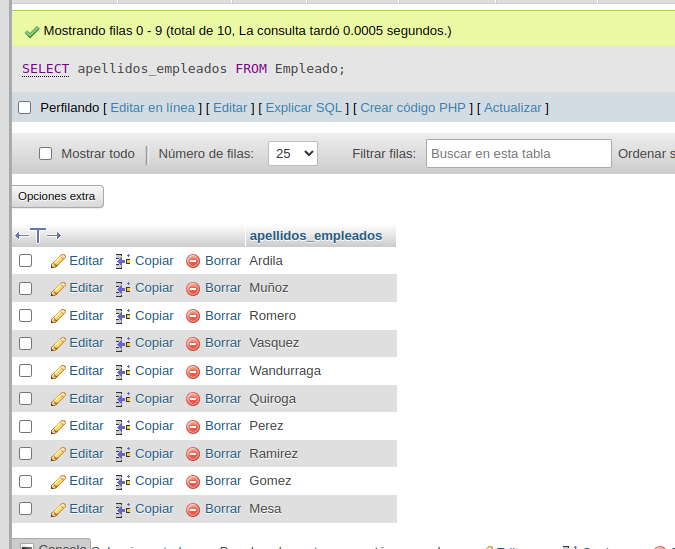 Mostrando filas 0 - 9 (total de 10, La consulta tardó 0.0005 segundos.)
SELECT apellidos_empleados FROM Empleado;
Perfilando [ Editar en línea ] [ Editar ] [ Explicar SQL ] [ Crear código PHP ] [ Actualizar ]
Mostrar todo Número de filas: 25 Filtrar filas: Buscar en esta tabla Ordenar s
Opciones extra
apellidos_empleados
Editar Copiar Borrar Ardila
Editar Copiar Borrar Muñoz
Editar Copiar Borrar Romero
Editar Copiar Borrar Vasquez
Editar Copiar Borrar Wandurraga
Editar Copiar Borrar Quiroga
Editar Copiar Borrar Perez
Editar Copiar Borrar Ramirez
Editar Copiar Borrar Gomez
Editar Copiar Borrar Mesa
Consola